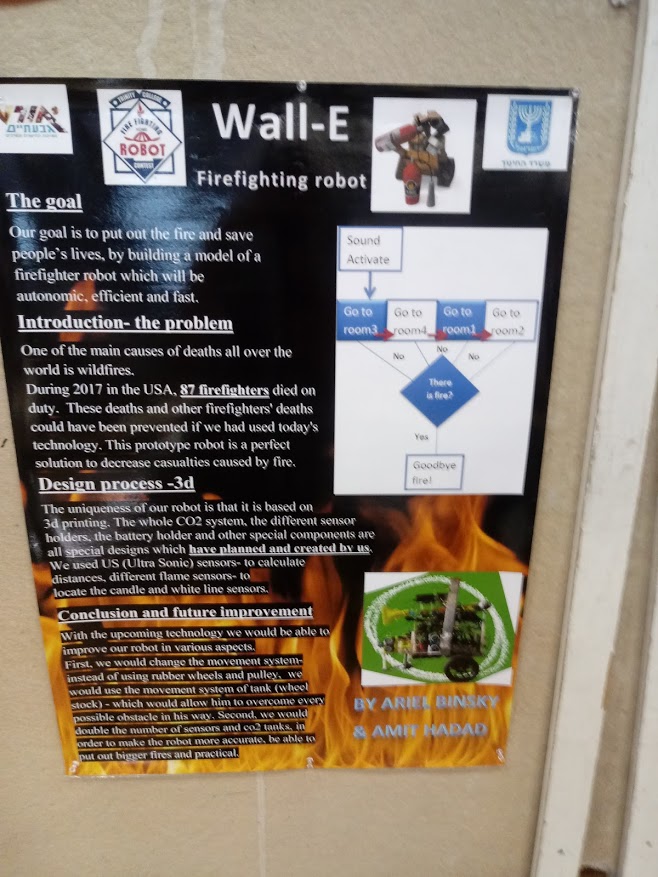 אבעחיים
TRINITY COLLEGE
FIRE FIGHTING
ROBOT
CONTEST
Wall-E
Firefighting robot
משרד החינוך
The goal
Our goal is to put out the fire and save
people's lives, by building a model of a
firefighter robot which will be
autonomic, efficient and fast.
Introduction- the problem
One of the main causes of deaths all over the
world is wildfires.
During 2017 in the USA, 87 firefighters died on
duty. These deaths and other firefighters' deaths
could have been prevented if we had used today's
technology. This prototype robot is a perfect
solution to decrease casualties caused by fire.
Design process -3d
The uniqueness of our robot is that it is based on
3d printing. The whole CO2 system, the different sensor
holders, the battery holder and other special components are
all special designs which have planned and created by us.
We used US (Ultra Sonic) sensors- to calculate
distances, different flame sensors- to
locate the candle and white line sensors.
Conclusion and future improvement
With the upcoming technology we would be able to
improve our robot in various aspects.
First, we would change the movement system-
instead of using rubber wheels and pulley, we
would use the movement system of tank (wheel
stock) - which would allow him to overcome every
possible obstacle in his way. Second, we would
double the number of sensors and co2 tanks, in
order to make the robot more accurate, be able to
put out bigger fires and practical.
Sound
Activate
Go to
room3
Go to
room4
Go to
room1
Go to
room2
No
No
No
There
is fire?
Yes
Goodbye
fire!
BY ARIEL BINSKY
& AMIT HADAD